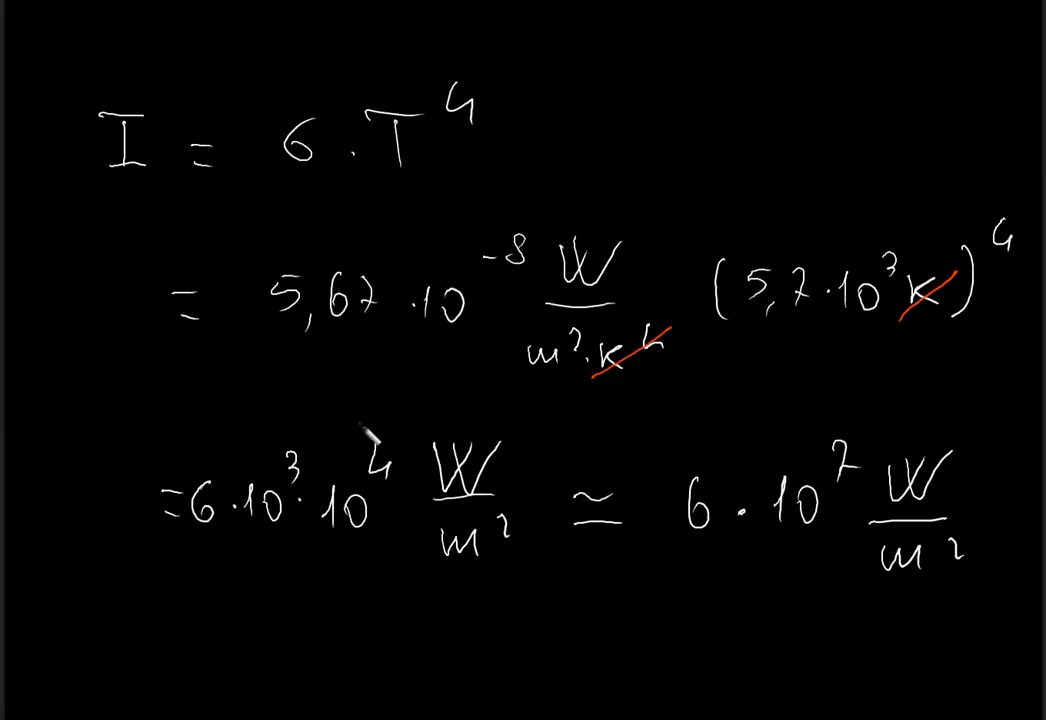 I = σ . T⁴
= 5,67 · 10⁻⁸ W / m² · K⁴ (5,7 · 10³ K)⁴
= 6 · 10³ · 10⁴ W / m² ≃ 6 · 10⁷ W / m²